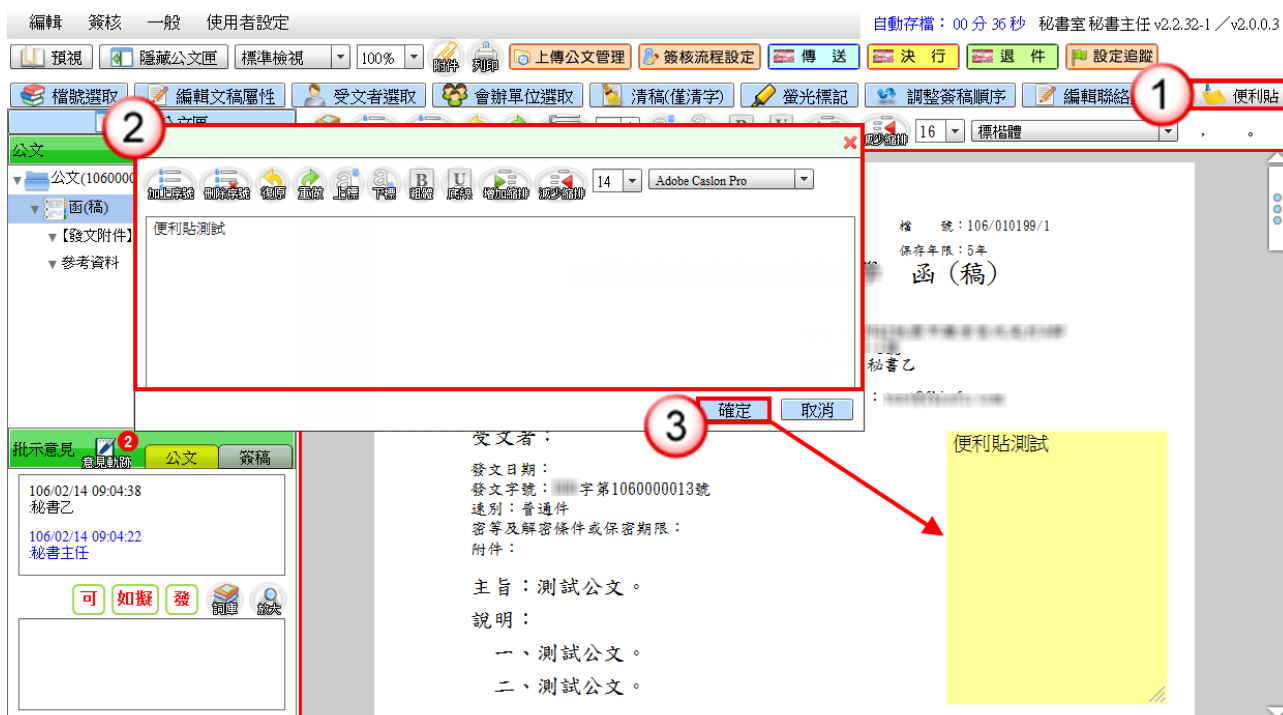 編輯 簽核 一般 使用者設定
自動存檔：00 分 36 秒 秘書室 秘書主任 v2.2.32-1 ／v2.0.0.3
預視 隱藏公文匣 標準檢視 100% 附件 列印 上傳公文管理 簽核流程設定 傳 送 決 行 退 件 設定追蹤
檔號選取 編輯文稿屬性 受文者選取 會辦單位選取 清稿(僅清字) 螢光標記 調整簽稿順序 編輯聯絡 1 便利貼
2
減少縮排 16 標楷體 ， 。
公文
加上序號 刪除序號 復原 重做 上標 下標 粗體 底線 增加縮排 減少縮排 14 Adobe Caslon Pro
便利貼測試
公文(1060000
函(稿)
【發文附件】
參考資料
檔 號：106/010199/1
保存年限：5年
函（稿）
秘書乙
確定 取消
3
批示意見 意見軌跡 2 公文 簽稿
106/02/14 09:04:38
:秘書乙
106/02/14 09:04:22
:秘書主任
可 如擬 發 詞庫 放大
受文者：
發文日期：
發文字號： 字第1060000013號
速別：普通件
密等及解密條件或保密期限：
附件：
主旨：測試公文。
說明：
一、測試公文。
二、測試公文。
便利貼測試